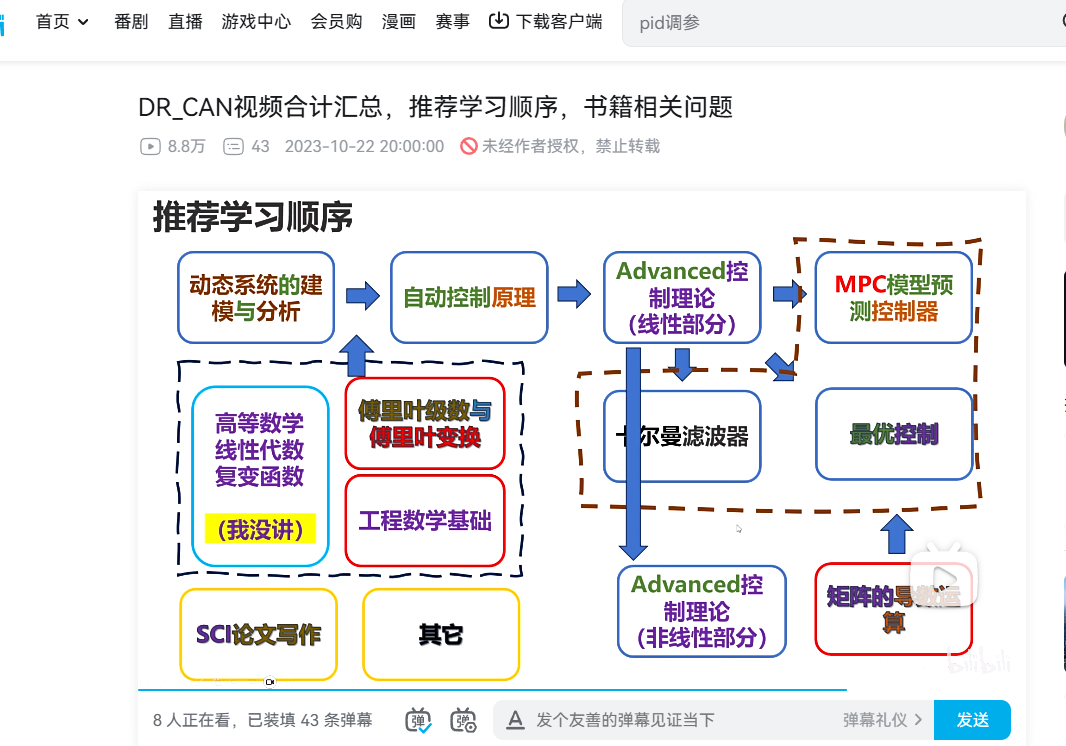 首页 番剧 直播 游戏中心 会员购 漫画 赛事 下载客户端 pid调参
DR_CAN视频合计汇总，推荐学习顺序，书籍相关问题
8.8万 43 2023-10-22 20:00:00 未经作者授权，禁止转载
推荐学习顺序
动态系统的建
模与分析
自动控制原理
Advanced控
制理论
（线性部分）
MPC模型预
测控制器
高等数学
线性代数
复变函数
（我没讲）
傅里叶级数与
傅里叶变换
工程数学基础
卡尔曼滤波器
最优控制
Advanced控
制理论
（非线性部分）
矩阵的导数运
算
SCI论文写作
其它
bilibili
8 人正在看，已装填 43 条弹幕 弹 弹 A 发个友善的弹幕见证当下 弹幕礼仪 发送